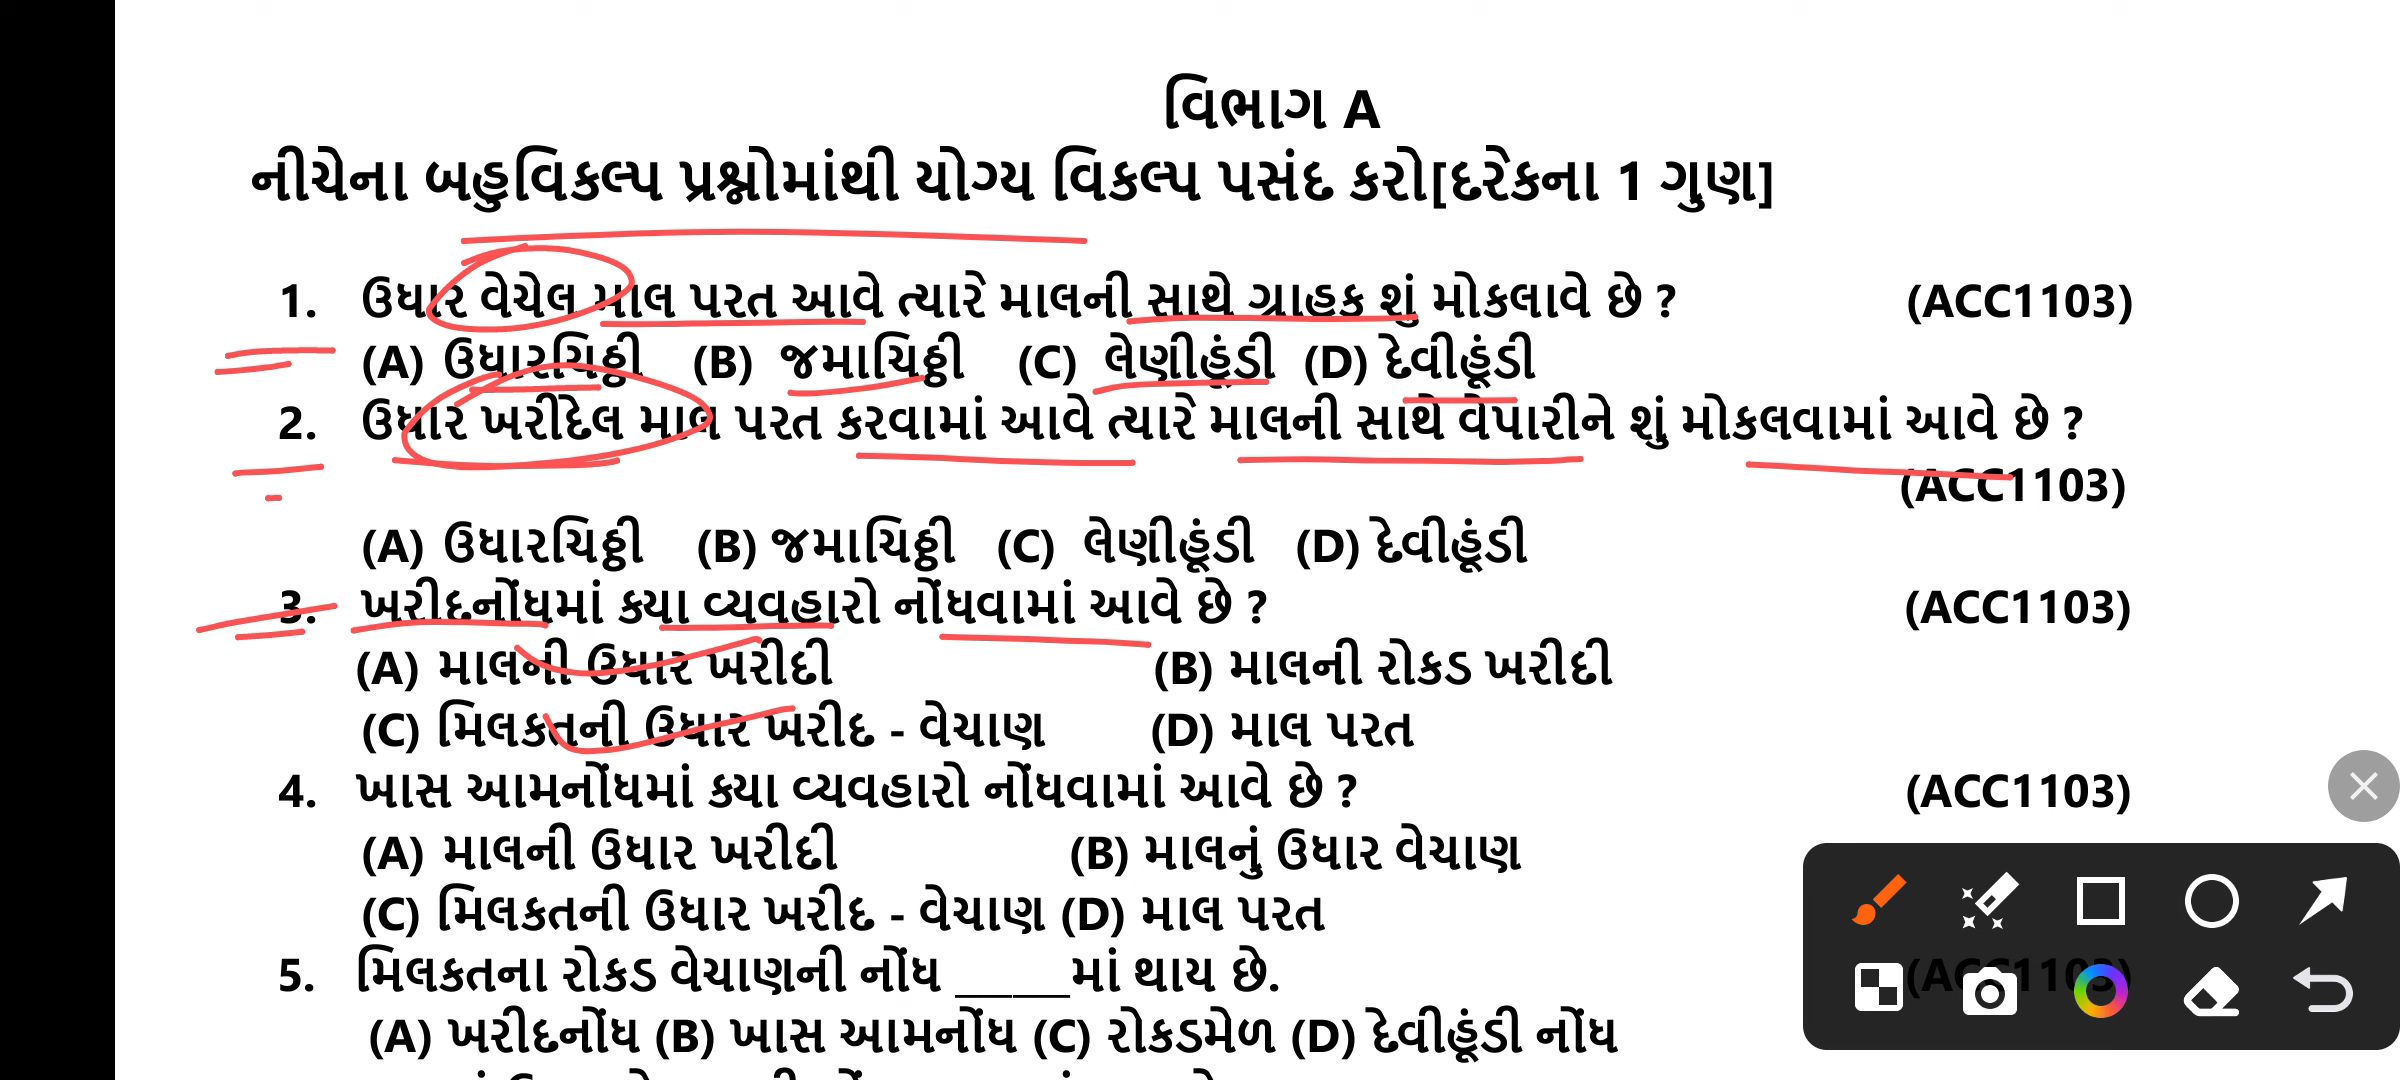 વિભાગ A
નીચેના બહુવિકલ્પ પ્રશ્નોમાંથી યોગ્ય વિકલ્પ પસંદ કરો[દરેકના 1 ગુણ]
1. ઉધાર વેચેલ માલ પરત આવે ત્યારે માલની સાથે ગ્રાહક શું મોકલાવે છે ? (ACC1103)
(A) ઉધારચિઠ્ઠી (B) જમાચિઠ્ઠી (C) લેણીહૂંડી (D) દેવીહૂંડી
2. ઉધાર ખરીદેલ માલ પરત કરવામાં આવે ત્યારે માલની સાથે વેપારીને શું મોકલવામાં આવે છે ?
(ACC1103)
(A) ઉધારચિઠ્ઠી (B) જમાચિઠ્ઠી (C) લેણીહૂંડી (D) દેવીહૂંડી
3. ખરીદનોંધમાં ક્યા વ્યવહારો નોંધવામાં આવે છે ? (ACC1103)
(A) માલની ઉધાર ખરીદી (B) માલની રોકડ ખરીદી
(C) મિલકતની ઉધાર ખરીદ - વેચાણ (D) માલ પરત
4. ખાસ આમનોંધમાં ક્યા વ્યવહારો નોંધવામાં આવે છે ? (ACC1103)
(A) માલની ઉધાર ખરીદી (B) માલનું ઉધાર વેચાણ
(C) મિલકતની ઉધાર ખરીદ - વેચાણ (D) માલ પરત
5. મિલકતના રોકડ વેચાણની નોંધ _____માં થાય છે. (ACC1103)
(A) ખરીદનોંધ (B) ખાસ આમનોંધ (C) રોકડમેળ (D) દેવીહૂંડી નોંધ